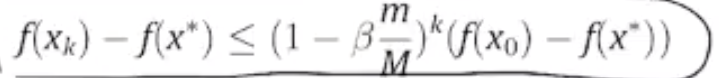 f(x_k) − f(x*) ≤ (1 − β m/M)^k (f(x_0) − f(x*))